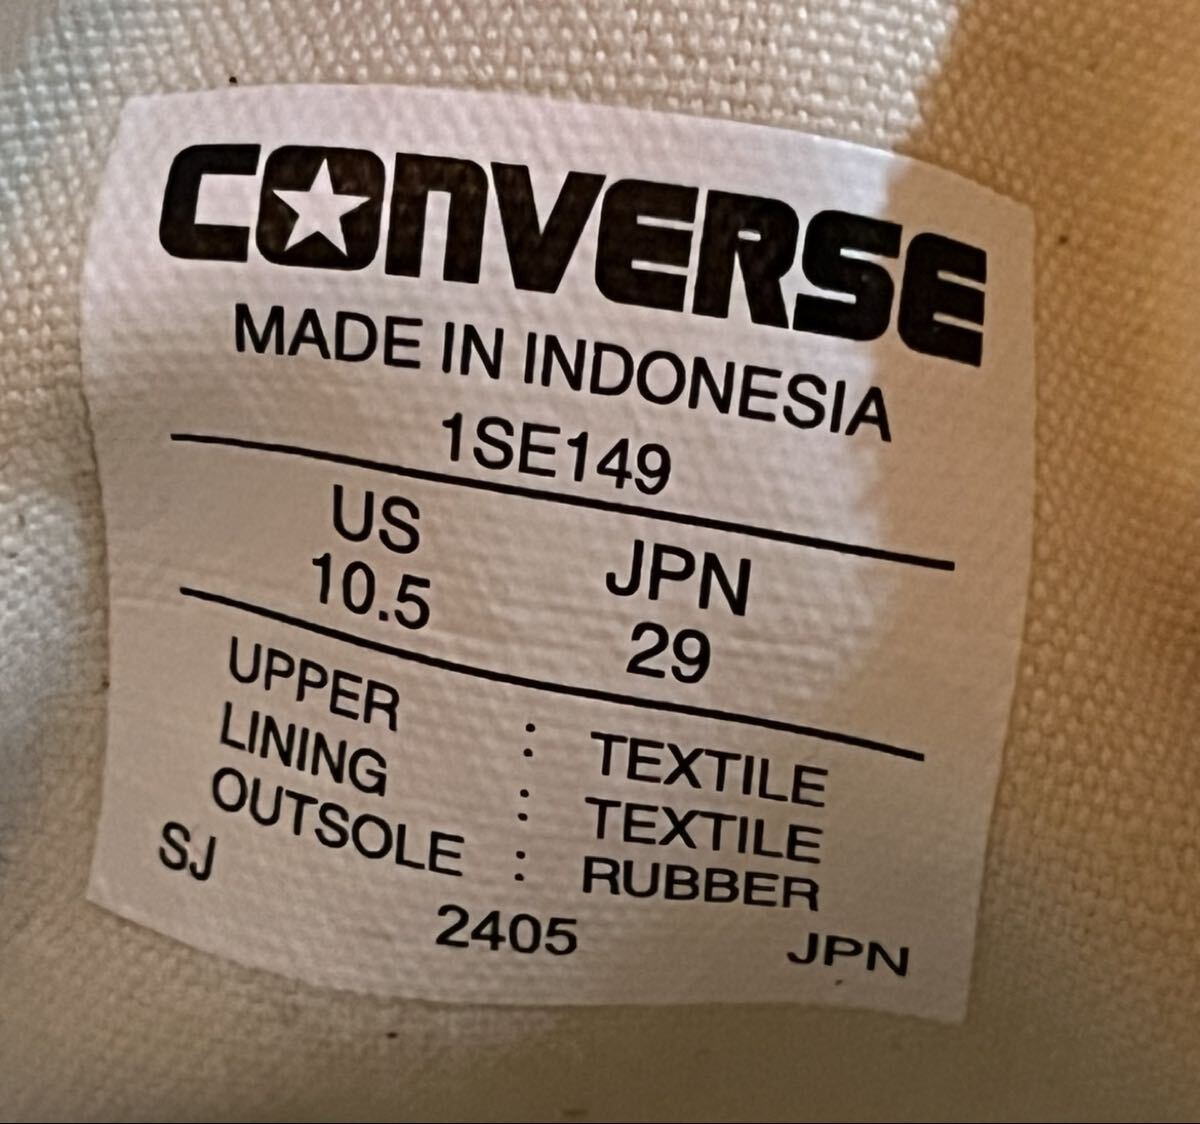 CONVERSE
MADE IN INDONESIA
1SE149
US JPN
10.5 29
UPPER : TEXTILE
LINING : TEXTILE
OUTSOLE : RUBBER
SJ 2405 JPN